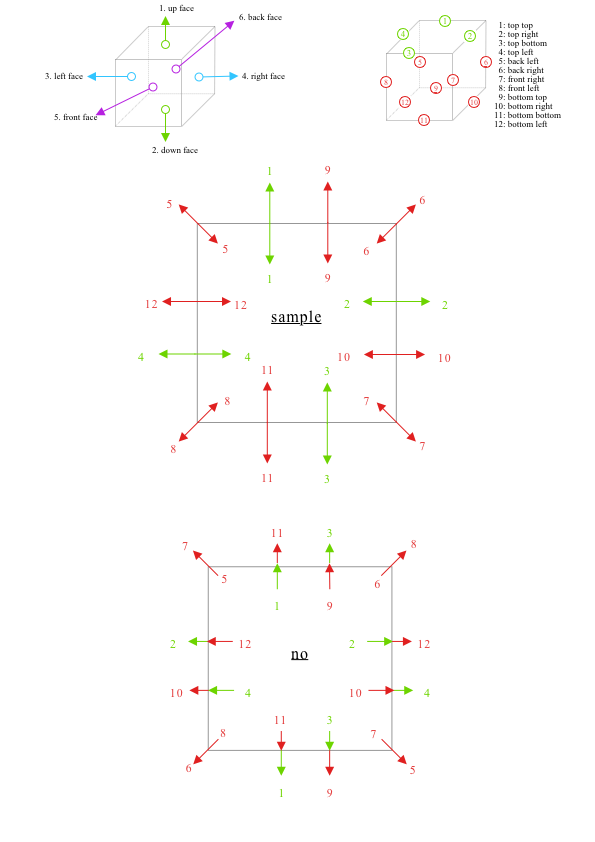 1. up face
6. back face
3. left face
4. right face
5. front face
2. down face
1
4
2
3
5
6
8
7
9
12
10
11
1: top top
2: top right
3: top bottom
4: top left
5: back left
6: back right
7: front right
8: front left
9: bottom top
10: bottom right
11: bottom bottom
12: bottom left
1 9
5 6
5 6
1 9
12 12 2 2
sample
4 4 10 10
11 3
8 7
8 7
11 3
11 3
7 8
5 6
1 9
2 12 2 12
no
10 4 10 4
11 3
8 7
6 5
1 9